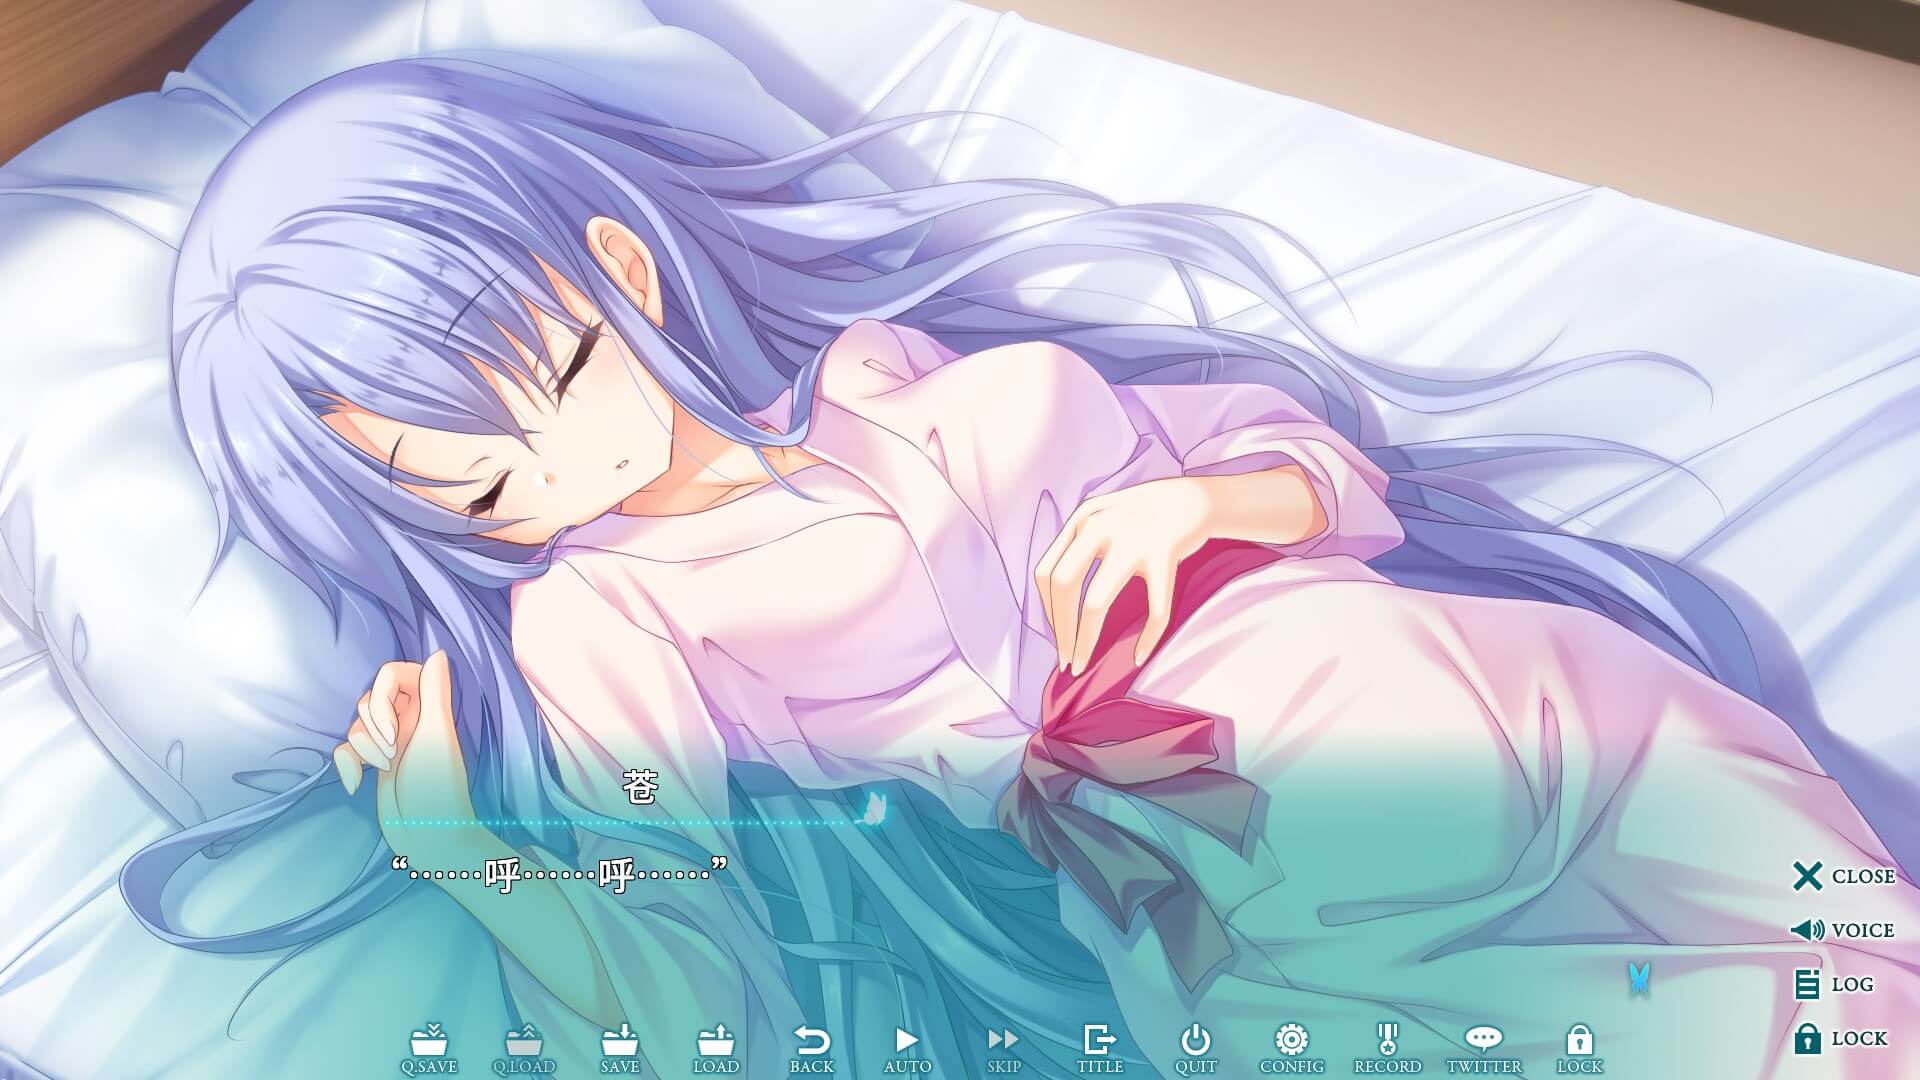 苍
“……呼……呼……”
CLOSE
VOICE
LOG
LOCK
Q.SAVE
Q.LOAD
SAVE
LOAD
BACK
AUTO
SKIP
TITLE
QUIT
CONFIG
RECORD
TWITTER
LOCK